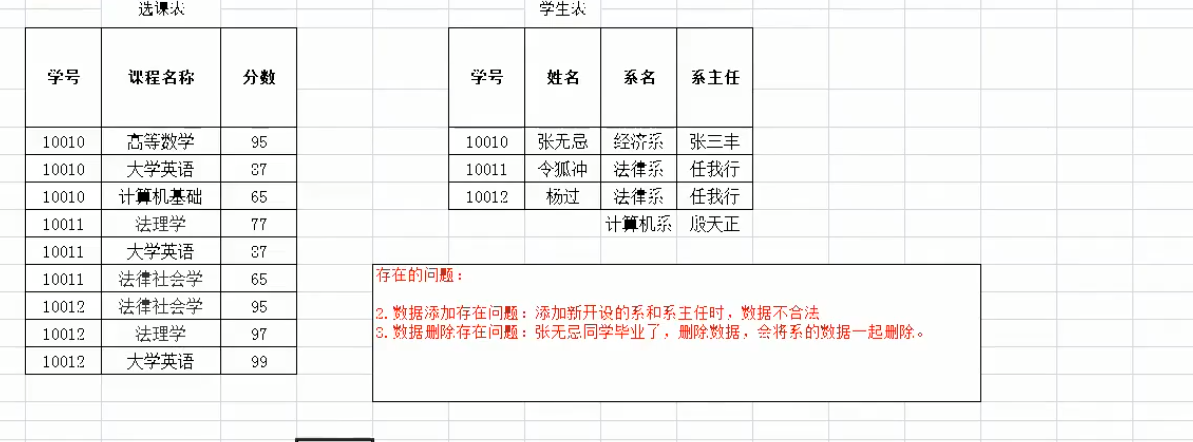 选课表 学生表
学号 课程名称 分数 学号 姓名 系名 系主任
10010 高等数学 95 10010 张无忌 经济系 张三丰
10010 大学英语 87 10011 令狐冲 法律系 任我行
10010 计算机基础 65 10012 杨过 法律系 任我行
10011 法理学 77 计算机系 殷天正
10011 大学英语 87
10011 法律社会学 65
10012 法律社会学 95
10012 法理学 97
10012 大学英语 99
存在的问题：
2.数据添加存在问题：添加新开设的系和系主任时，数据不合法
3.数据删除存在问题：张无忌同学毕业了，删除数据，会将系的数据一起删除。